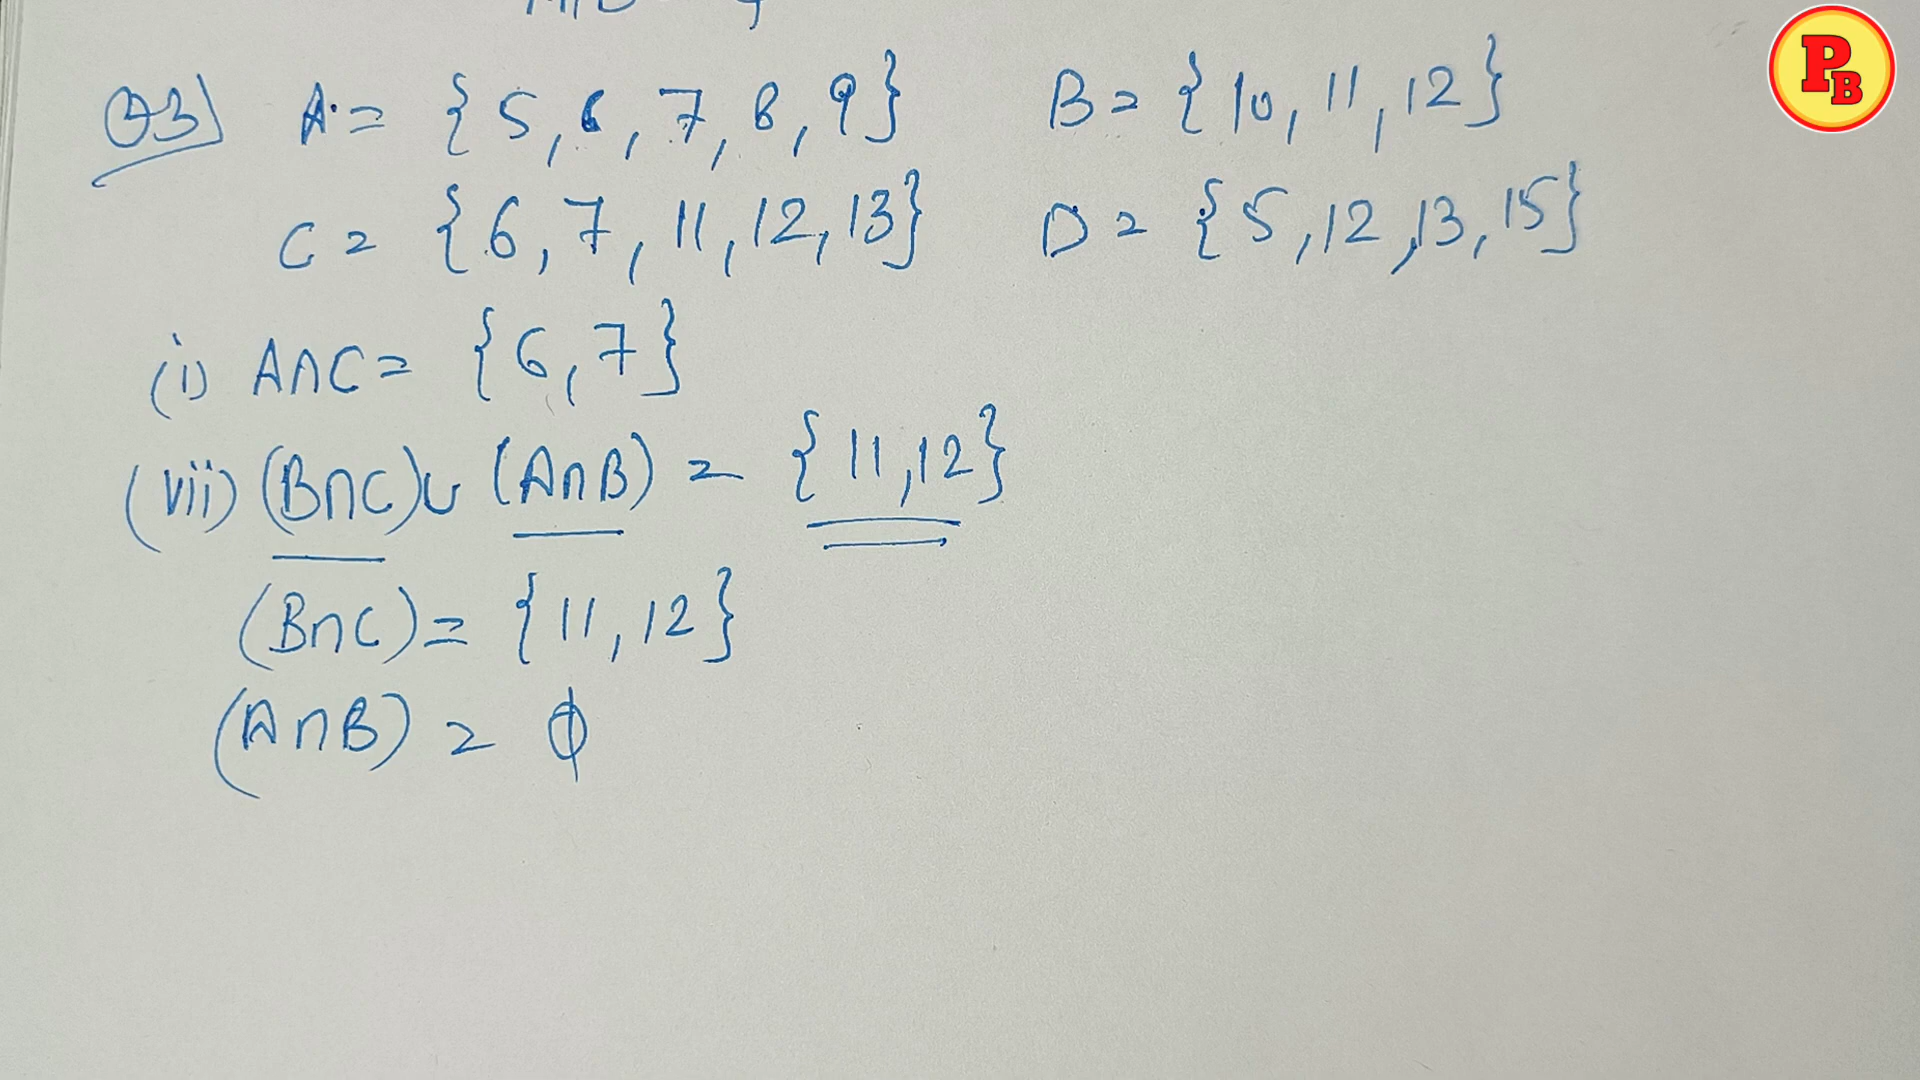 Q3) A = {5, 6, 7, 8, 9} B = {10, 11, 12}
C = {6, 7, 11, 12, 13} D = {5, 12, 13, 15}
(i) A∩C = {6, 7}
(vii) (B∩C)∪ (A∩B) = {11, 12}
(B∩C) = {11, 12}
(A∩B) = ϕ
PB